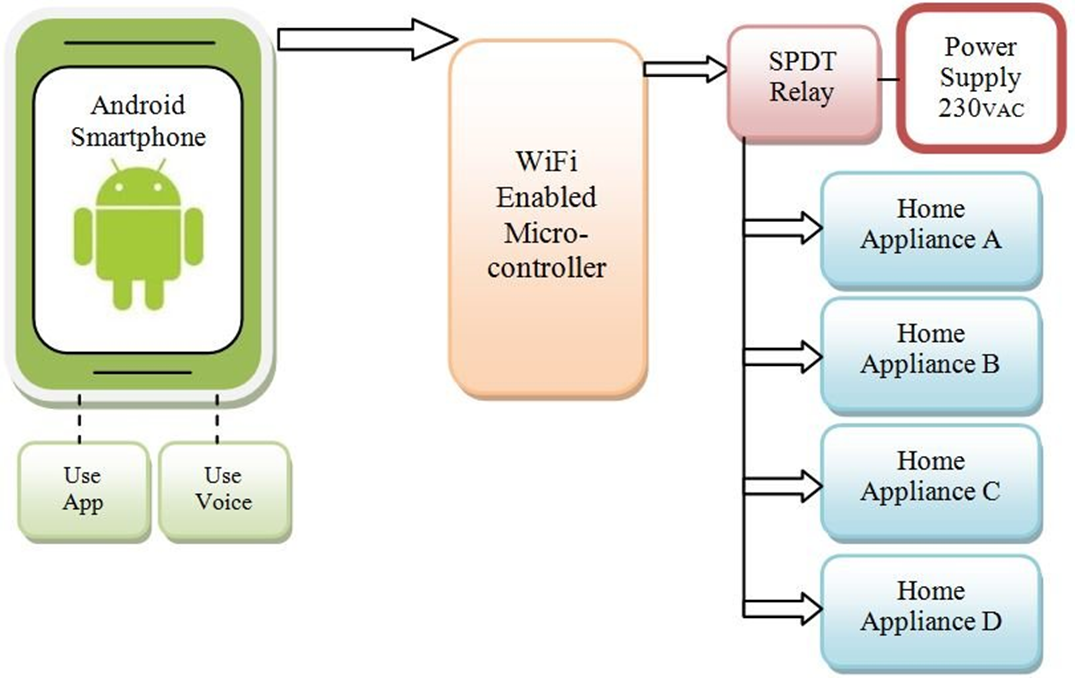 Android
Smartphone
Use
App
Use
Voice
WiFi
Enabled
Micro-
controller
SPDT
Relay
Power
Supply
230VAC
Home
Appliance A
Home
Appliance B
Home
Appliance C
Home
Appliance D